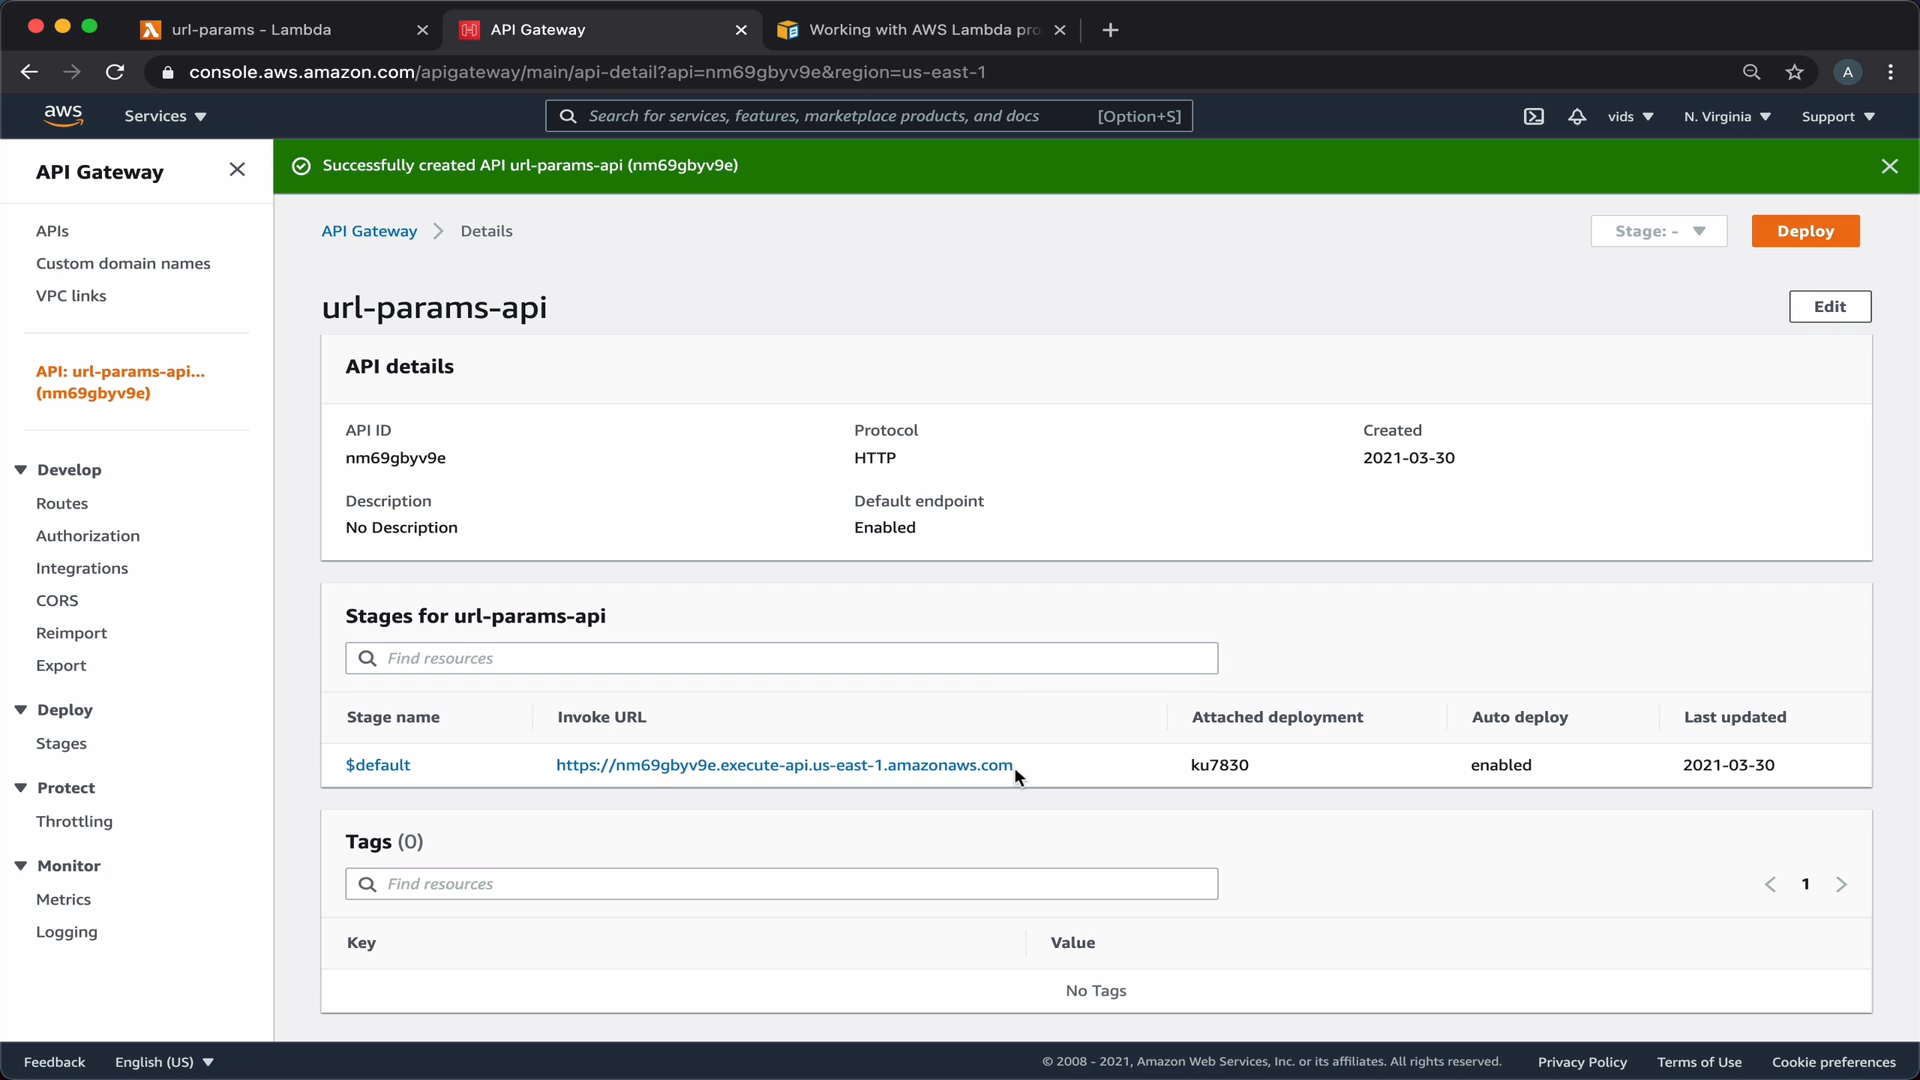 url-params - Lambda
API Gateway
Working with AWS Lambda pro
console.aws.amazon.com/apigateway/main/api-detail?api=nm69gbyv9e&region=us-east-1
A
aws
Services
Search for services, features, marketplace products, and docs
[Option+S]
vids
N. Virginia
Support
API Gateway
APIs
Custom domain names
VPC links
API: url-params-api...
(nm69gbyv9e)
Develop
Routes
Authorization
Integrations
CORS
Reimport
Export
Deploy
Stages
Protect
Throttling
Monitor
Metrics
Logging
Successfully created API url-params-api (nm69gbyv9e)
API Gateway
Details
Stage: -
Deploy
url-params-api
Edit
API details
API ID
Protocol
Created
nm69gbyv9e
HTTP
2021-03-30
Description
Default endpoint
No Description
Enabled
Stages for url-params-api
Find resources
Stage name
Invoke URL
Attached deployment
Auto deploy
Last updated
$default
https://nm69gbyv9e.execute-api.us-east-1.amazonaws.com
ku7830
enabled
2021-03-30
Tags (0)
Find resources
1
Key
Value
No Tags
Feedback
English (US)
© 2008 - 2021, Amazon Web Services, Inc. or its affiliates. All rights reserved.
Privacy Policy
Terms of Use
Cookie preferences